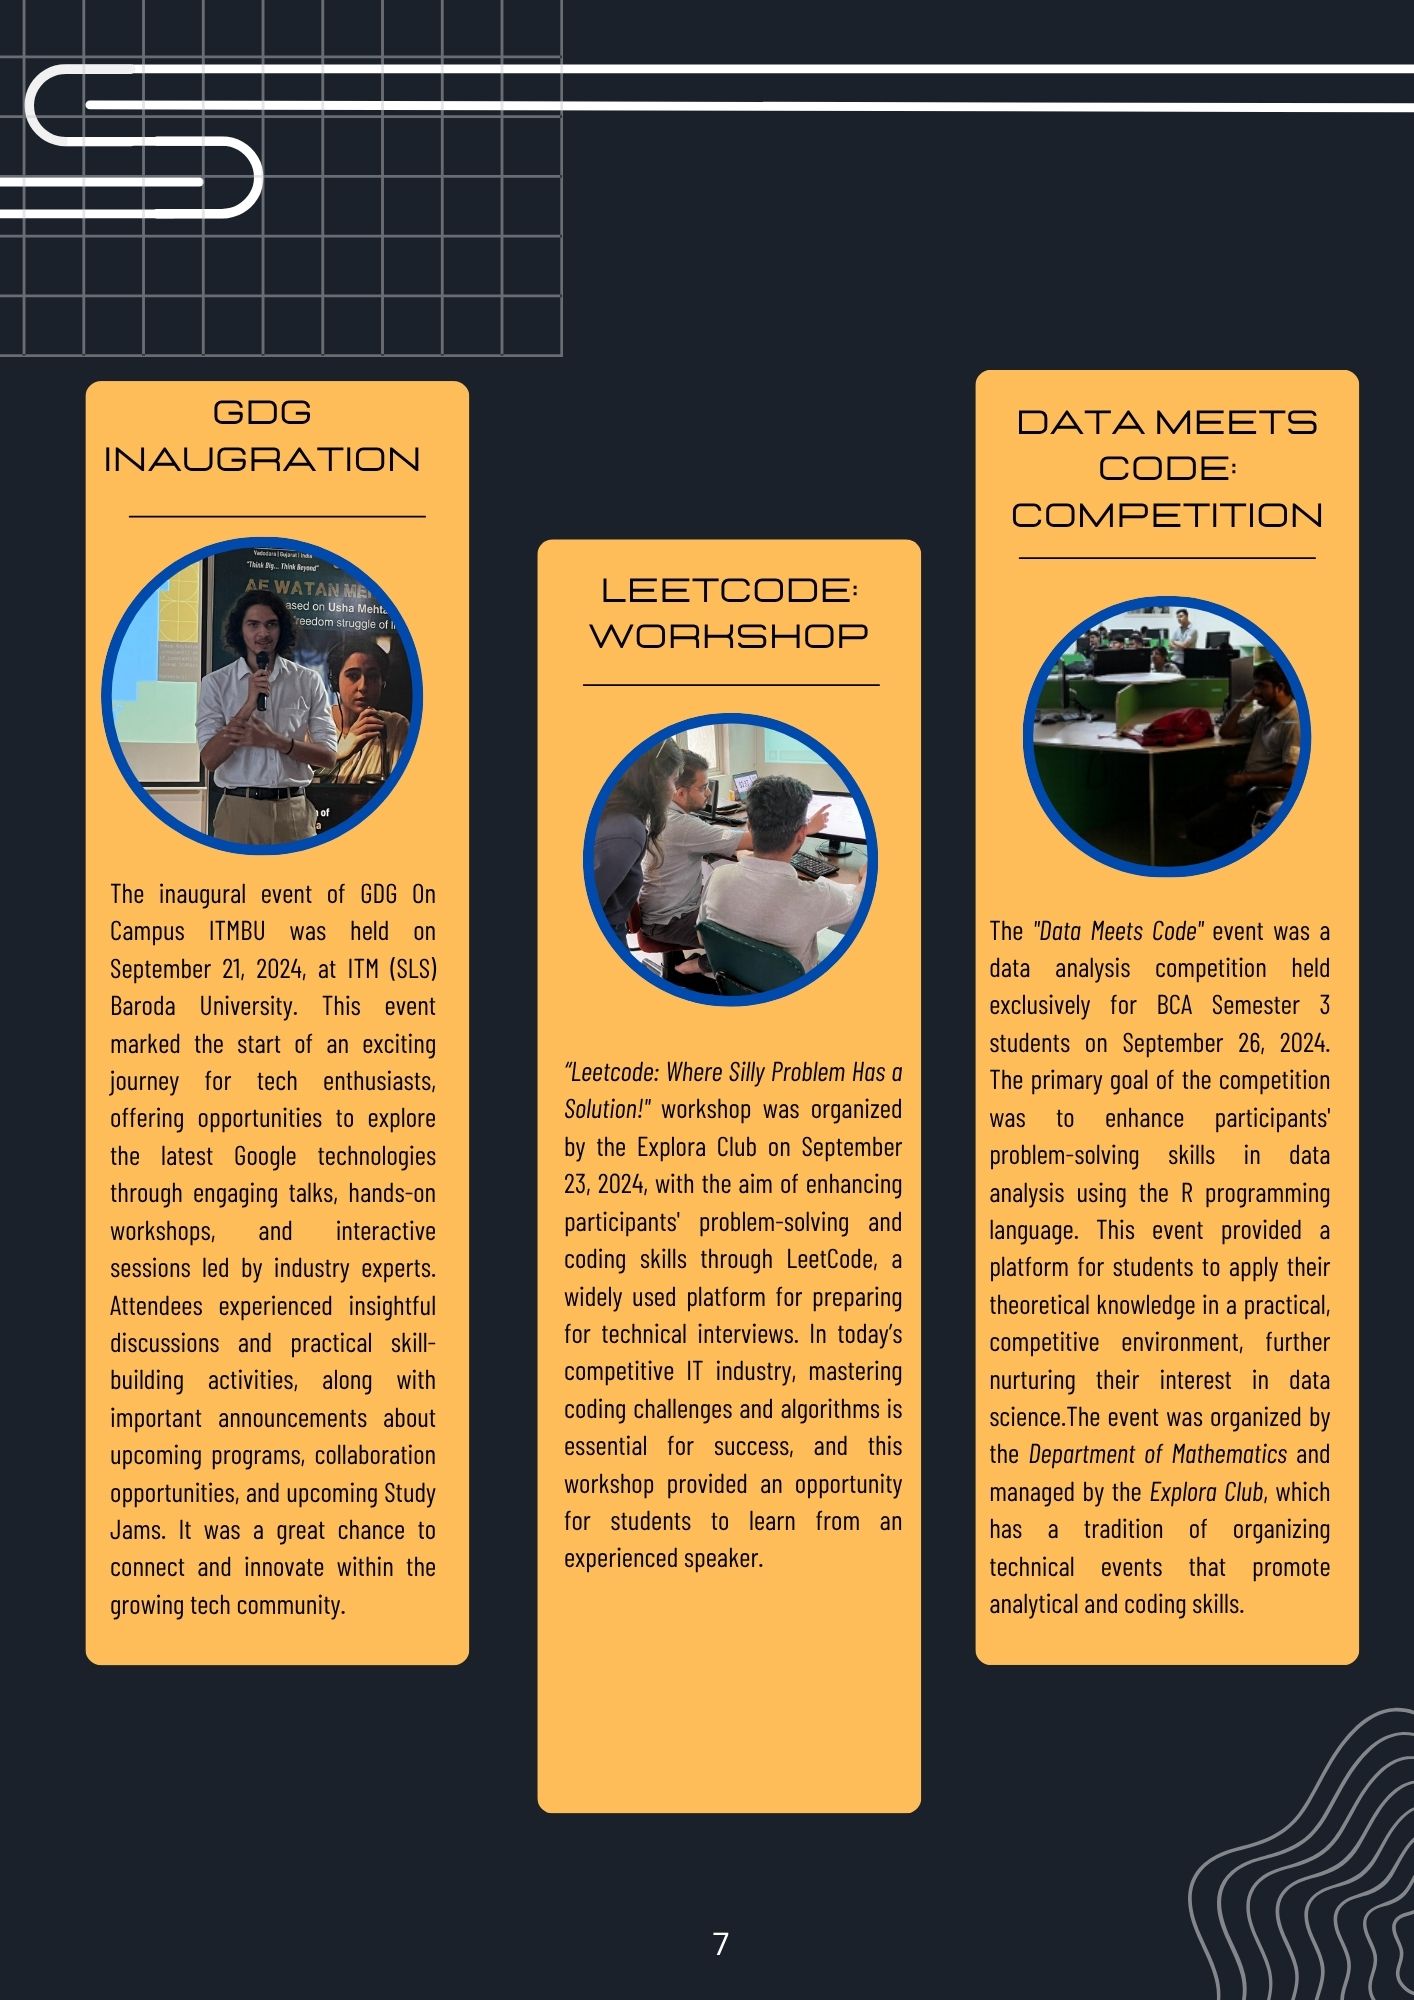 GDG
INAUGRATION
Vadodara | Gujarat | India
"Think Big... Think Beyond"
AE WATAN
ased on Usha Mehta
reedom struggle of I
of
a
The inaugural event of GDG On
Campus ITMBU was held on
September 21, 2024, at ITM (SLS)
Baroda University. This event
marked the start of an exciting
journey for tech enthusiasts,
offering opportunities to explore
the latest Google technologies
through engaging talks, hands-on
workshops, and interactive
sessions led by industry experts.
Attendees experienced insightful
discussions and practical skill-
building activities, along with
important announcements about
upcoming programs, collaboration
opportunities, and upcoming Study
Jams. It was a great chance to
connect and innovate within the
growing tech community.
LEETCODE:
WORKSHOP
“Leetcode: Where Silly Problem Has a
Solution!" workshop was organized
by the Explora Club on September
23, 2024, with the aim of enhancing
participants' problem-solving and
coding skills through LeetCode, a
widely used platform for preparing
for technical interviews. In today’s
competitive IT industry, mastering
coding challenges and algorithms is
essential for success, and this
workshop provided an opportunity
for students to learn from an
experienced speaker.
DATA MEETS
CODE:
COMPETITION
The "Data Meets Code" event was a
data analysis competition held
exclusively for BCA Semester 3
students on September 26, 2024.
The primary goal of the competition
was to enhance participants'
problem-solving skills in data
analysis using the R programming
language. This event provided a
platform for students to apply their
theoretical knowledge in a practical,
competitive environment, further
nurturing their interest in data
science.The event was organized by
the Department of Mathematics and
managed by the Explora Club, which
has a tradition of organizing
technical events that promote
analytical and coding skills.
7